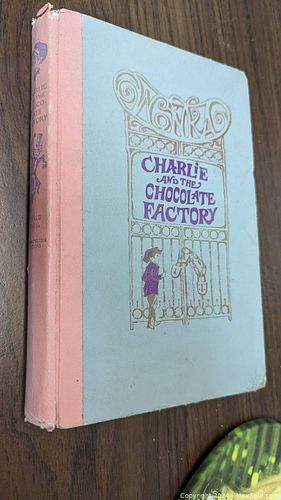 WONKA
CHARLiE
AND THE
CHOCOLATE
FACTORY
Copyright 2024 - MaxSold.com